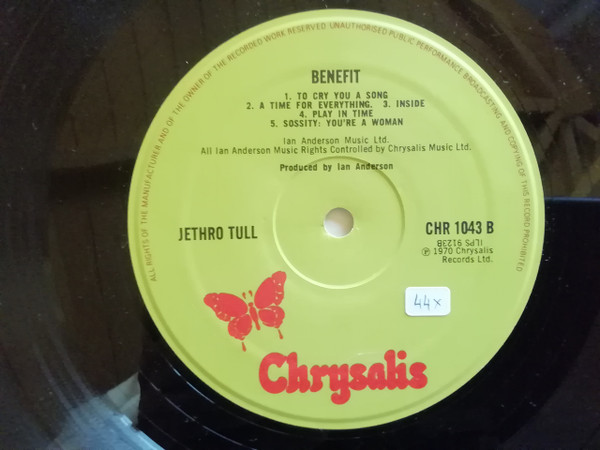 ALL RIGHTS OF THE MANUFACTURER AND OF THE OWNER OF THE RECORDED WORK RESERVED UNAUTHORISED PUBLIC PERFORMANCE BROADCASTING AND COPYING OF THIS RECORD PROHIBITED
BENEFIT
1. TO CRY YOU A SONG
2. A TIME FOR EVERYTHING. 3. INSIDE
4. PLAY IN TIME
5. SOSSITY: YOU'RE A WOMAN
Ian Anderson Music Ltd.
All Ian Anderson Music Rights Controlled by Chrysalis Music Ltd.
Produced by Ian Anderson
JETHRO TULL
CHR 1043 B
ILPS 9123B
℗ 1970 Chrysalis
Records Ltd.
44x
Chrysalis